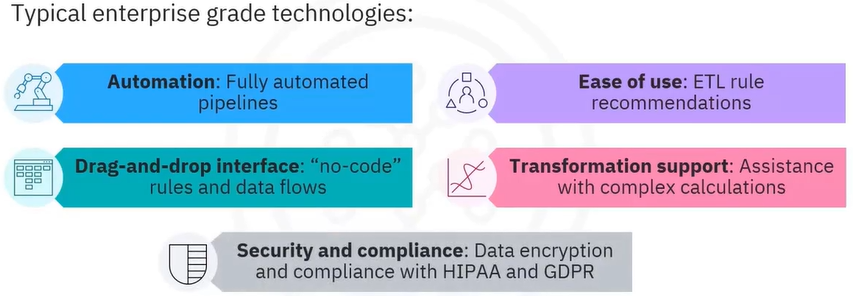 Typical enterprise grade technologies:
Automation: Fully automated
pipelines
Ease of use: ETL rule
recommendations
Drag-and-drop interface: “no-code”
rules and data flows
Transformation support: Assistance
with complex calculations
Security and compliance: Data encryption
and compliance with HIPAA and GDPR